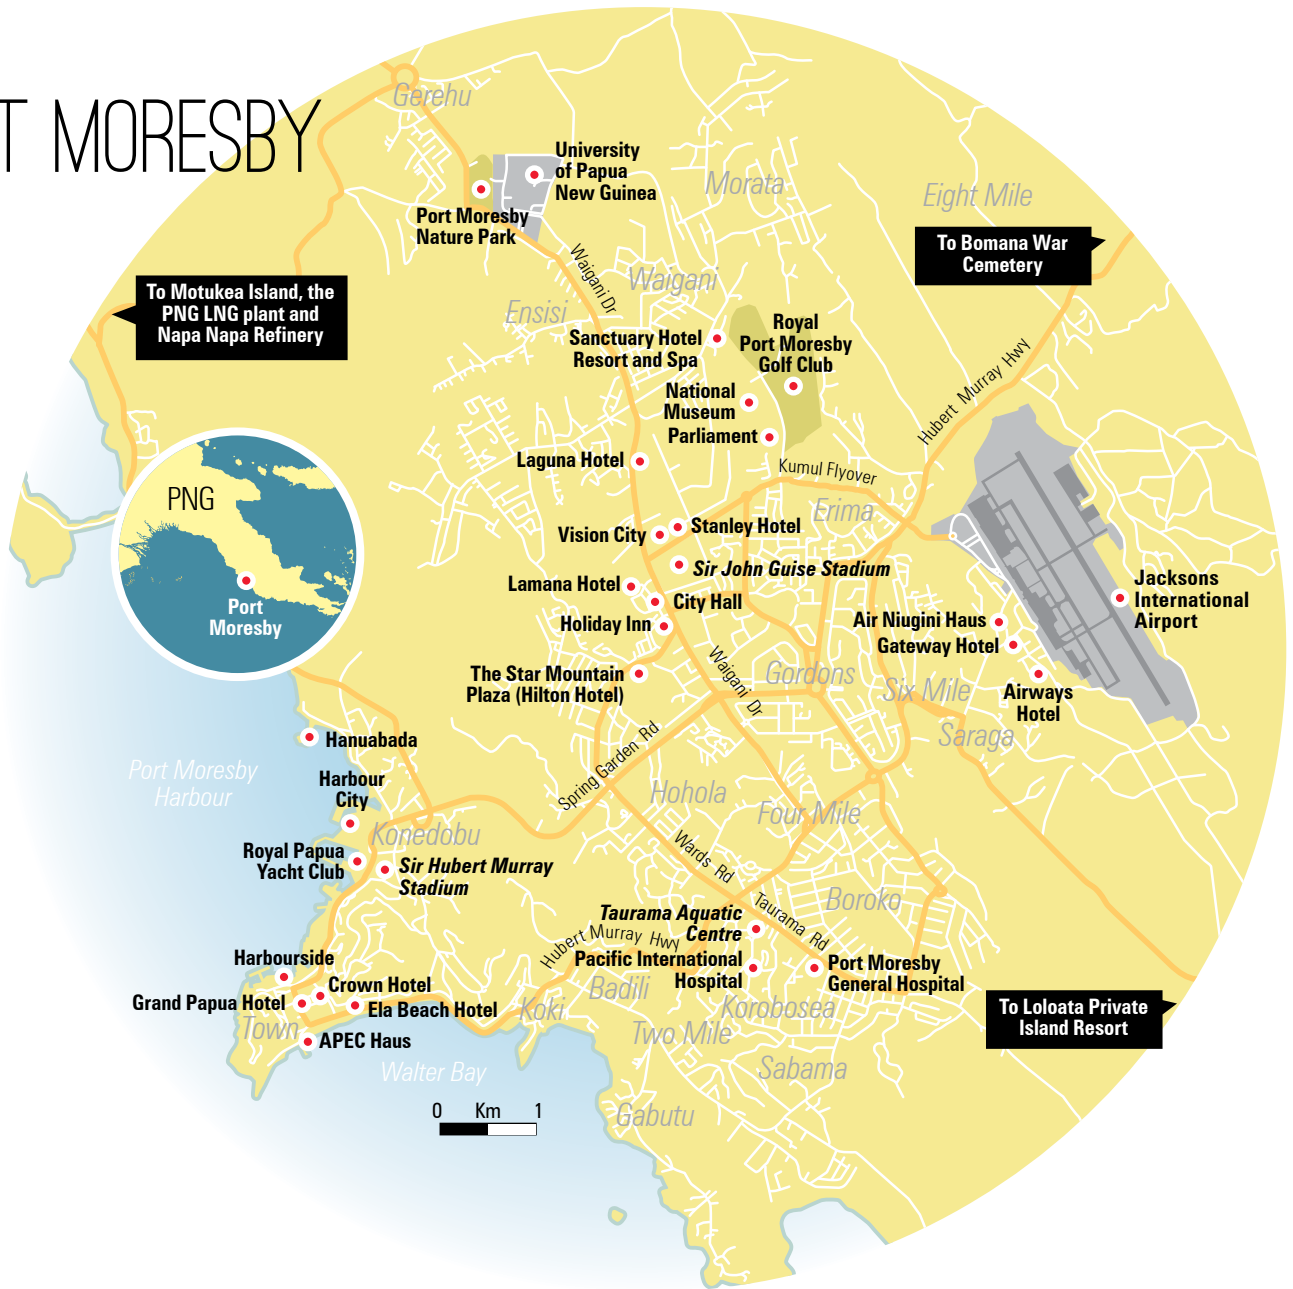 T MORESBY
Gerehu
University
of Papua
New Guinea
Port Moresby
Nature Park
Morata
Eight Mile
To Bomana War
Cemetery
Waigani Dr
Waigani
Ensisi
To Motukea Island, the
PNG LNG plant and
Napa Napa Refinery
Sanctuary Hotel
Resort and Spa
Royal
Port Moresby
Golf Club
National
Museum
Parliament
Hubert Murray Hwy
Laguna Hotel
Kumul Flyover
Erima
PNG
Port
Moresby
Vision City
Stanley Hotel
Sir John Guise Stadium
Lamana Hotel
City Hall
Holiday Inn
Jacksons
International
Airport
Air Niugini Haus
Gateway Hotel
Airways
Hotel
The Star Mountain
Plaza (Hilton Hotel)
Waigani Dr
Gordons
Six Mile
Saraga
Hanuabada
Spring Garden Rd
Port Moresby
Harbour
Harbour
City
Hohola
Four Mile
Konedobu
Royal Papua
Yacht Club
Sir Hubert Murray
Stadium
Wards Rd
Boroko
Taurama Aquatic
Centre
Taurama Rd
Hubert Murray Hwy
Pacific International
Hospital
Port Moresby
General Hospital
Harbourside
Crown Hotel
Grand Papua Hotel
Ela Beach Hotel
Town
APEC Haus
Koki
Badili
Korobosea
Two Mile
To Loloata Private
Island Resort
Walter Bay
Sabama
Gabutu
0 Km 1